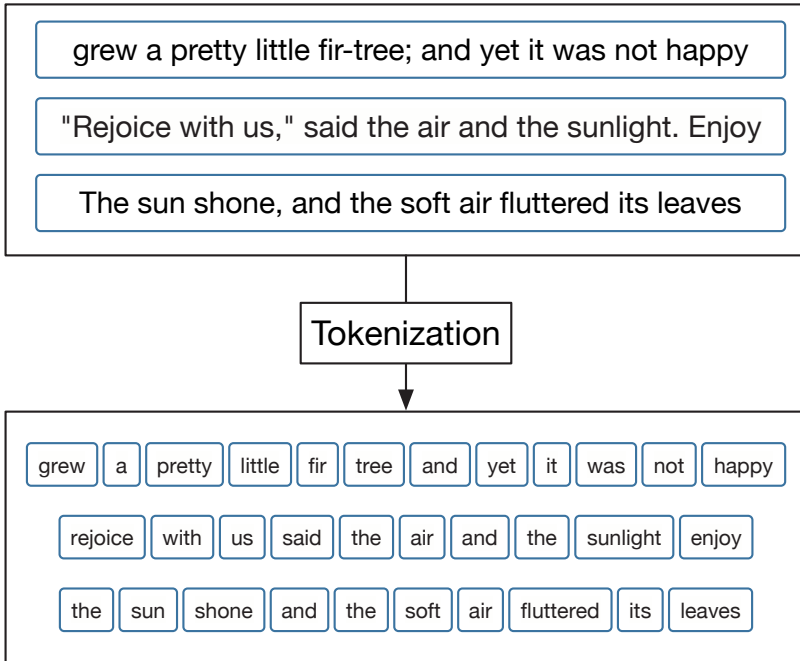 grew a pretty little fir-tree; and yet it was not happy
"Rejoice with us," said the air and the sunlight. Enjoy
The sun shone, and the soft air fluttered its leaves
Tokenization
grew a pretty little fir tree and yet it was not happy
rejoice with us said the air and the sunlight enjoy
the sun shone and the soft air fluttered its leaves